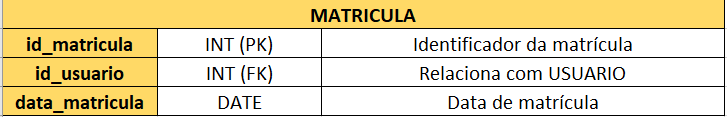 MATRICULA
id_matricula INT (PK) Identificador da matrícula
id_usuario INT (FK) Relaciona com USUARIO
data_matricula DATE Data de matrícula